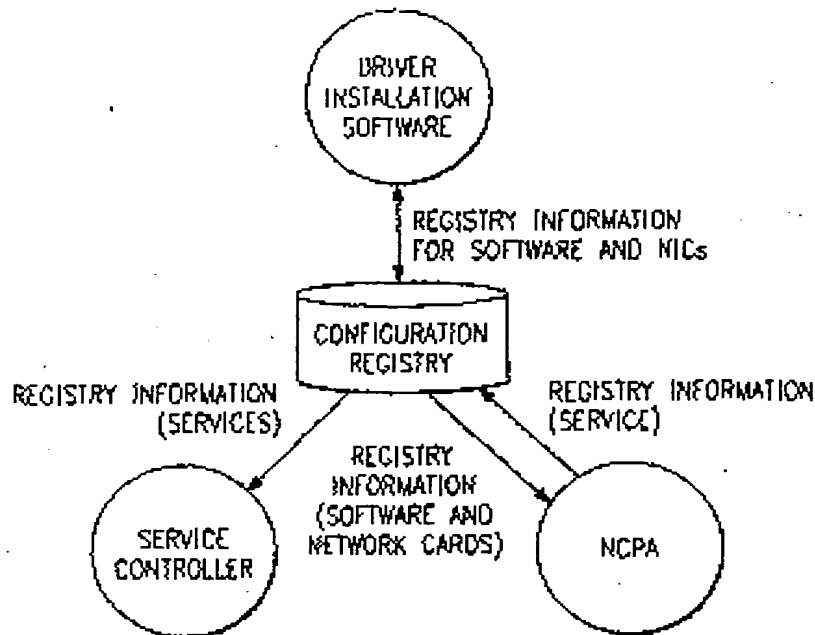 DRIVER
INSTALLATION
SOFTWARE
REGISTRY INFORMATION
FOR SOFTWARE AND NICs
CONFIGURATION
REGISTRY
REGISTRY INFORMATION
(SERVICES)
REGISTRY INFORMATION
(SERVICE)
REGISTRY
INFORMATION
(SOFTWARE AND
NETWORK CARDS)
SERVICE
CONTROLLER
NCPA